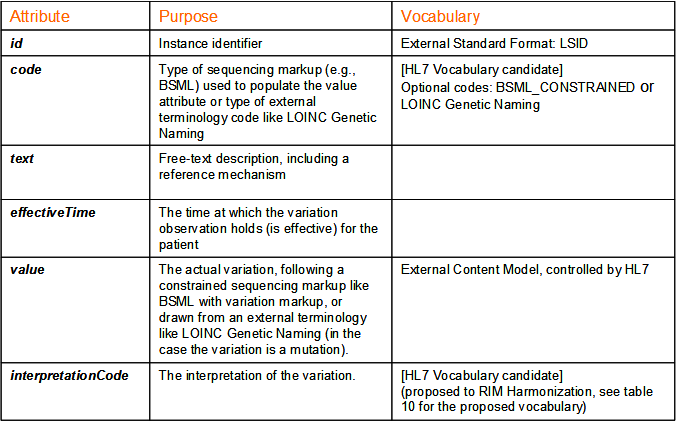 Attribute Purpose Vocabulary
id Instance identifier External Standard Format: LSID
code Type of sequencing markup (e.g., [HL7 Vocabulary candidate]
BSML) used to populate the value Optional codes: BSML_CONSTRAINED or
attribute or type of external LOINC Genetic Naming
terminology code like LOINC Genetic
Naming
text Free-text description, including a
reference mechanism
effectiveTime The time at which the variation
observation holds (is effective) for the
patient
value The actual variation, following a External Content Model, controlled by HL7
constrained sequencing markup like
BSML with variation markup, or
drawn from an external terminology
like LOINC Genetic Naming (in the
case the variation is a mutation).
interpretationCode The interpretation of the variation. [HL7 Vocabulary candidate]
(proposed to RIM Harmonization, see table
10 for the proposed vocabulary)